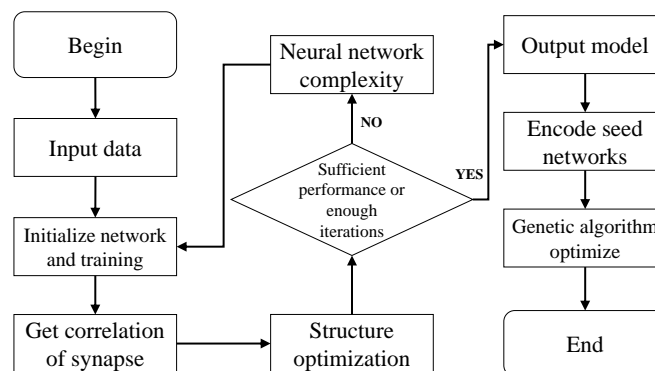 Begin
Input data
Initialize network
and training
Get correlation
of synapse
Structure
optimization
Sufficient
performance or
enough
iterations
NO
Neural network
complexity
YES
Output model
Encode seed
networks
Genetic algorithm
optimize
End